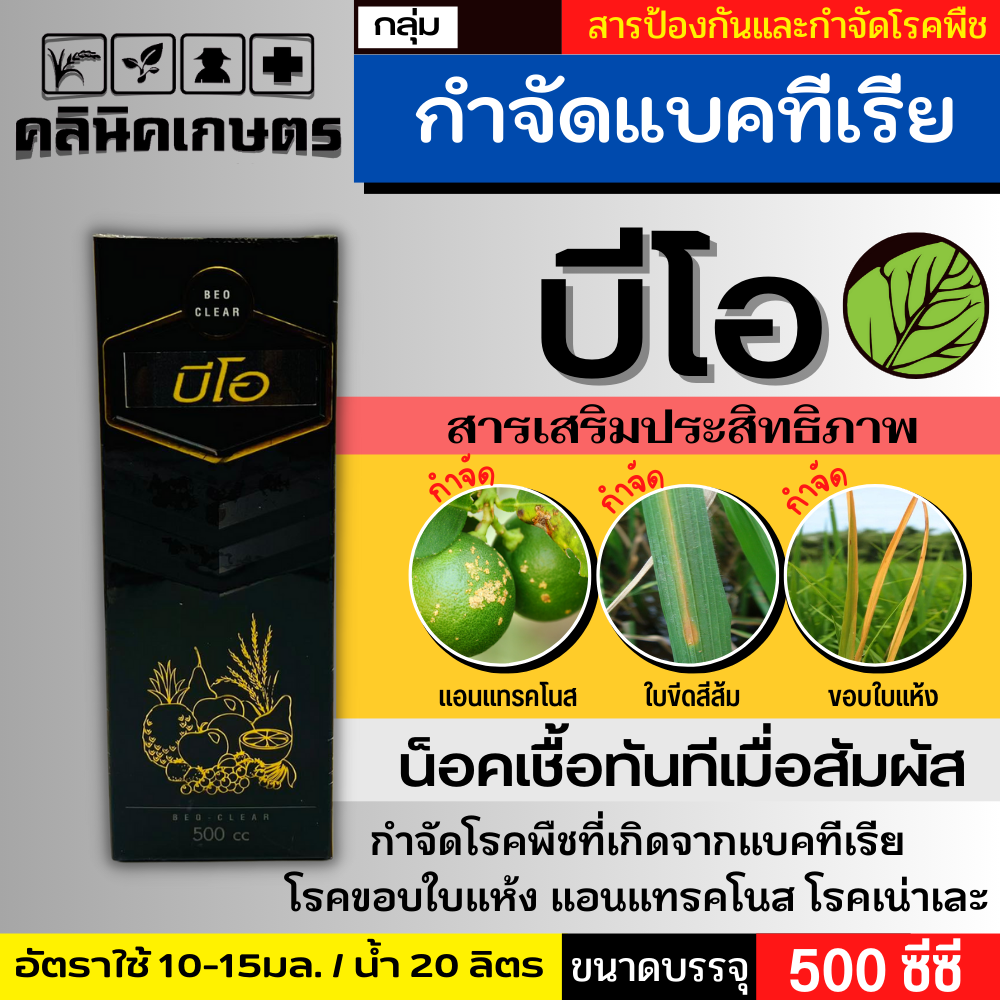 กลุ่ม
สารป้องกันและกำจัดโรคพืช
คลินิคเกษตร
กำจัดแบคทีเรีย
BEO
CLEAR
บีโอ
บีโอ
สารเสริมประสิทธิภาพ
กำจัด กำจัด กำจัด
แอนแทรคโนส ใบขีดสีส้ม ขอบใบแห้ง
น็อคเชื้อทันทีเมื่อสัมผัส
BEO-CLEAR
500 cc
กำจัดโรคพืชที่เกิดจากแบคทีเรีย
โรคขอบใบแห้ง แอนแทรคโนส โรคเน่าเละ
อัตราใช้ 10-15มล. / น้ำ 20 ลิตร ขนาดบรรจุ 500 ซีซี